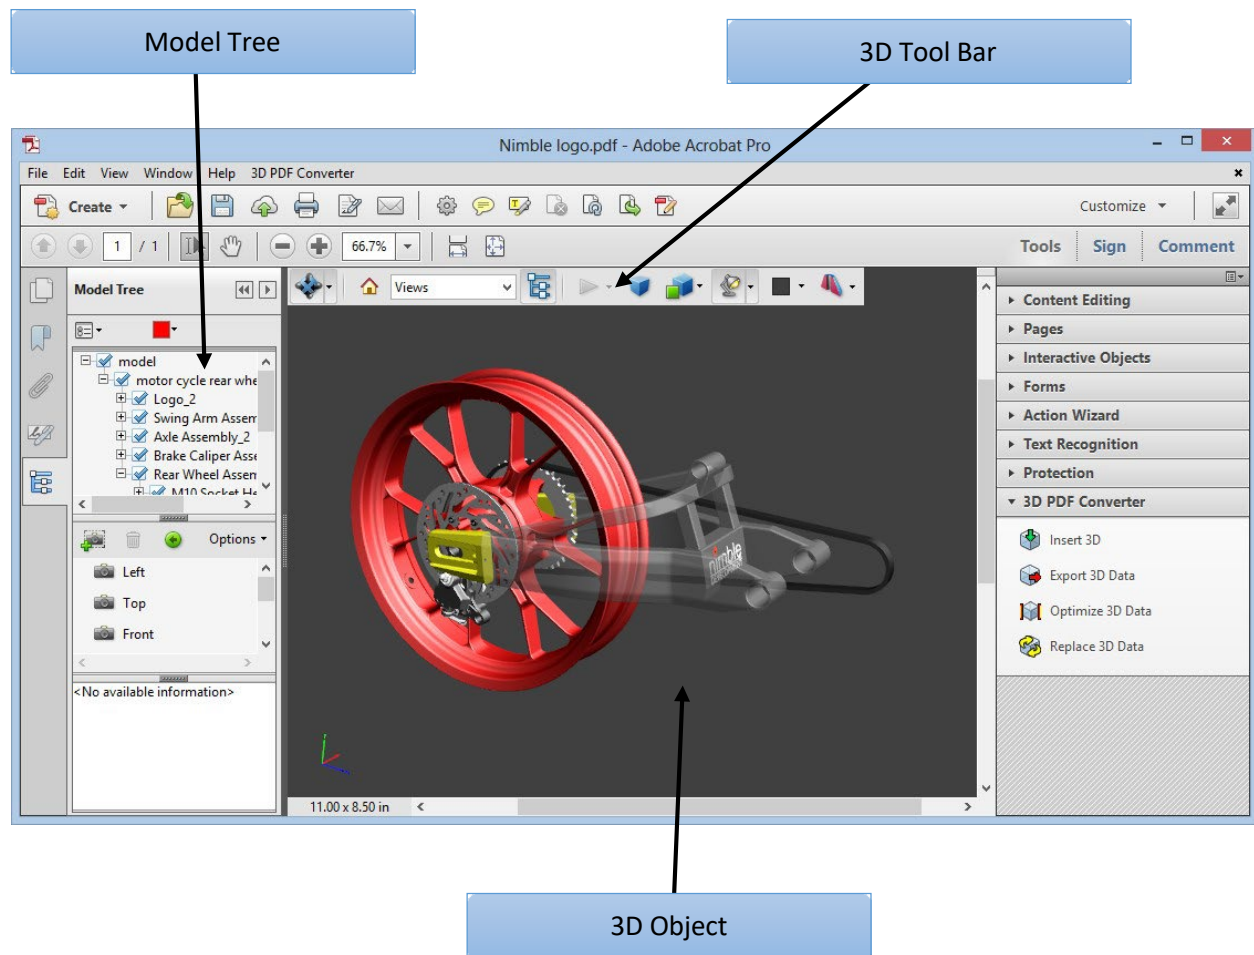 Model Tree
3D Tool Bar
Nimble logo.pdf - Adobe Acrobat Pro
File Edit View Window Help 3D PDF Converter
Create Customize
1 / 1 66.7% Tools Sign Comment
Model Tree
Views
model
motor cycle rear whe
Logo_2
Swing Arm Assem
Axle Assembly_2
Brake Caliper Asse
Rear Wheel Assem
M10 Socket He
Options
Left
Top
Front
<No available information>
nimble
11.00 x 8.50 in
Content Editing
Pages
Interactive Objects
Forms
Action Wizard
Text Recognition
Protection
3D PDF Converter
Insert 3D
Export 3D Data
Optimize 3D Data
Replace 3D Data
3D Object